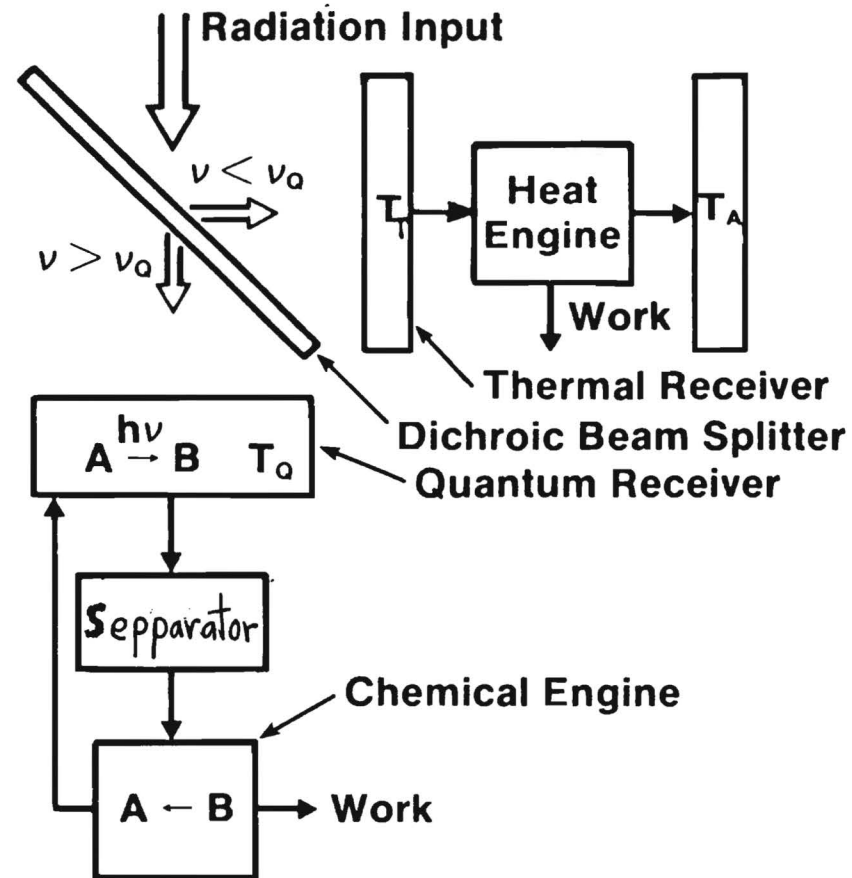 Radiation Input
ν < νQ
ν > νQ
TT
Heat
Engine
TA
Work
Thermal Receiver
Dichroic Beam Splitter
Quantum Receiver
hν
A → B TQ
Sepparator
Chemical Engine
A ← B
Work